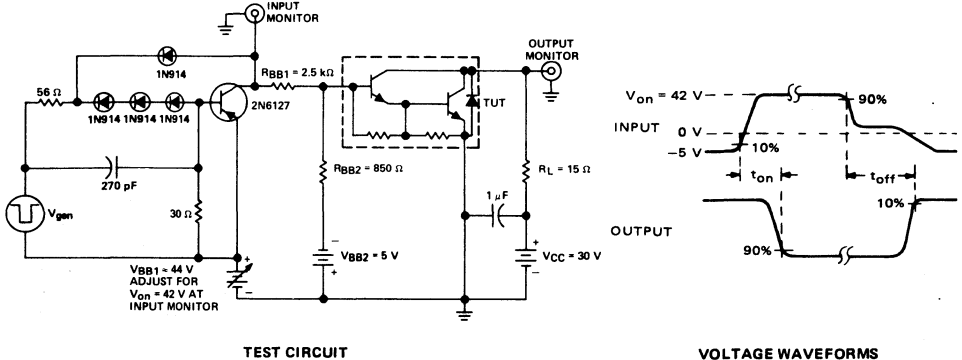 INPUT
MONITOR
1N914
56 Ω
1N914 1N914 1N914
2N6127
RBB1 = 2.5 kΩ
TUT
OUTPUT
MONITOR
270 pF
Vgen
30 Ω
RBB2 = 850 Ω
RL = 15 Ω
1 μF
VBB1 ≈ 44 V
ADJUST FOR
Von = 42 V AT
INPUT MONITOR
+
−
−
VBB2 = 5 V
+
+
VCC = 30 V
−
TEST CIRCUIT
Von = 42 V
90%
INPUT
0 V
−5 V
10%
ton
toff
10%
OUTPUT
90%
VOLTAGE WAVEFORMS